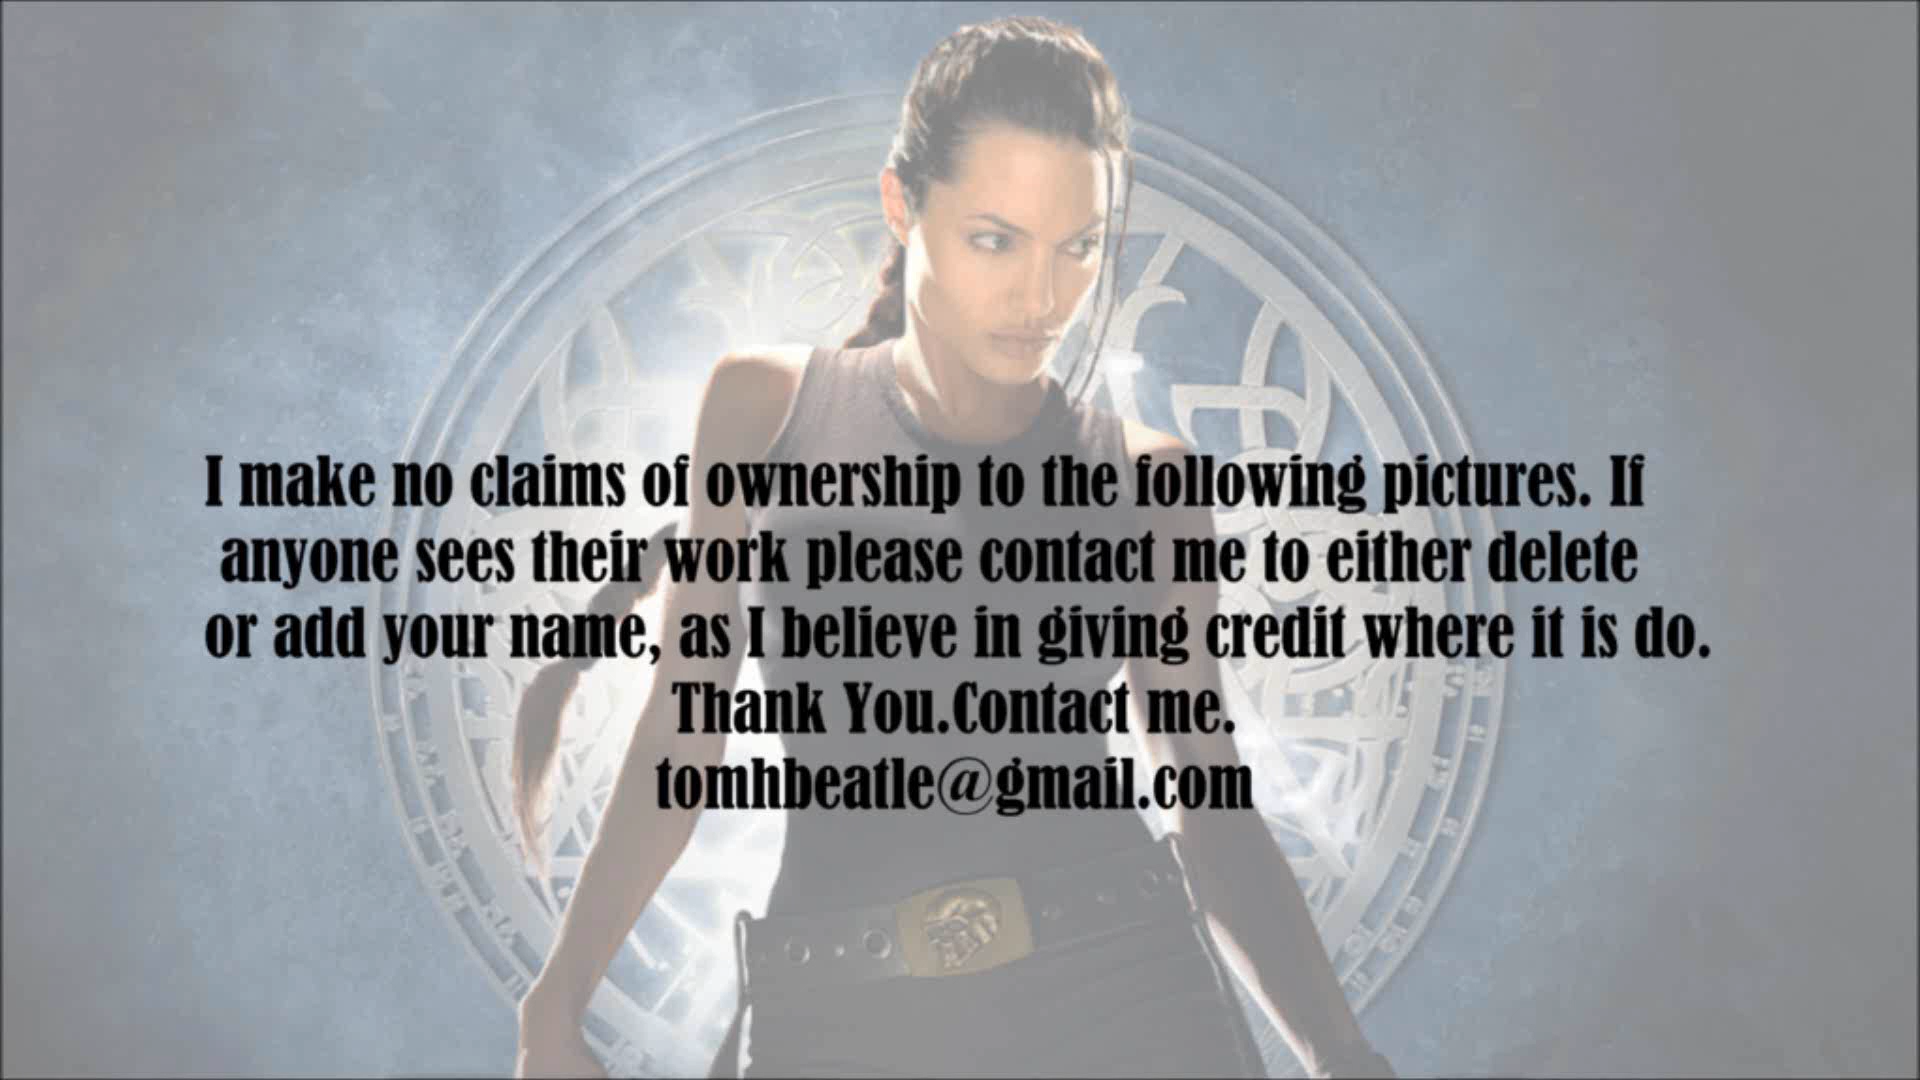 I make no claims of ownership to the following pictures. If
anyone sees their work please contact me to either delete
or add your name, as I believe in giving credit where it is do.
Thank You.Contact me.
tomhbeatle@gmail.com